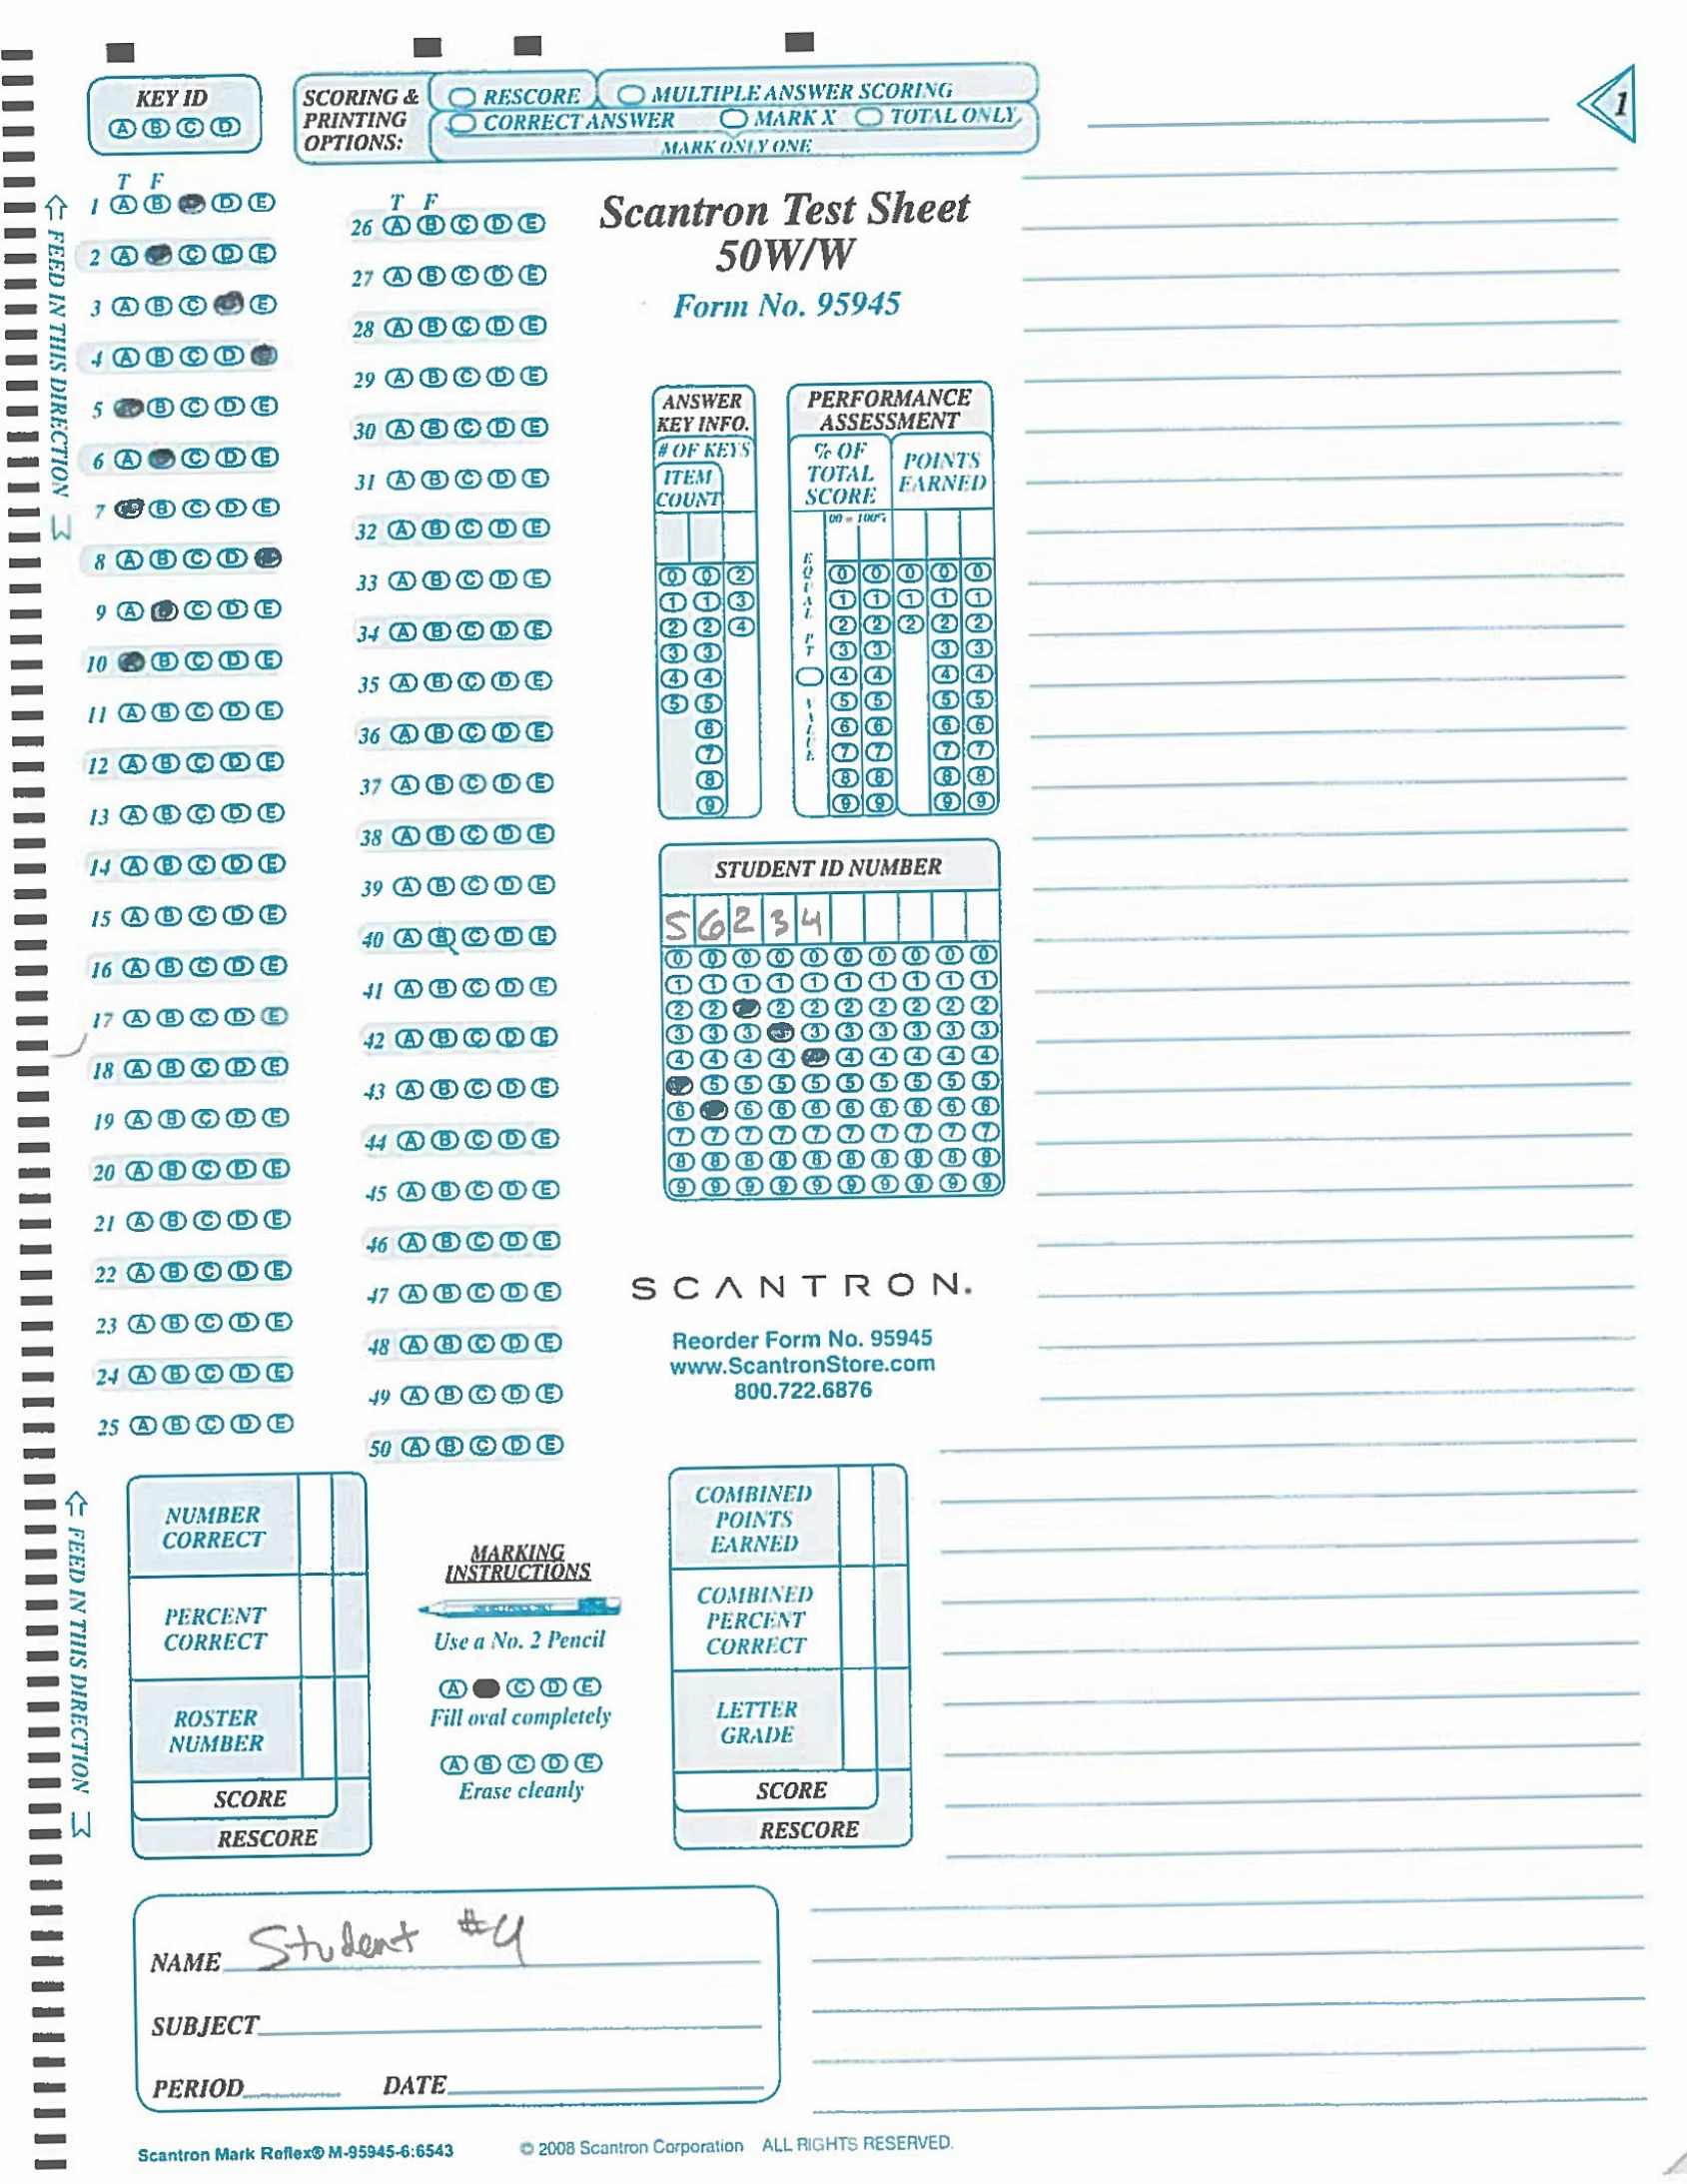 KEY ID
A B C D
SCORING & PRINTING OPTIONS:
RESCORE MULTIPLE ANSWER SCORING
CORRECT ANSWER MARK X TOTAL ONLY
MARK ONLY ONE
1
FEED IN THIS DIRECTION
T F
1 A B D E
2 A C D E
3 A B C E
4 A B C D
5 B C D E
6 A C D E
7 B C D E
8 A B C D
9 A C D E
10 B C D E
11 A B C D E
12 A B C D E
13 A B C D E
14 A B C D E
15 A B C D E
16 A B C D E
17 A B C D E
18 A B C D E
19 A B C D E
20 A B C D E
21 A B C D E
22 A B C D E
23 A B C D E
24 A B C D E
25 A B C D E
T F
26 A B C D E
27 A B C D E
28 A B C D E
29 A B C D E
30 A B C D E
31 A B C D E
32 A B C D E
33 A B C D E
34 A B C D E
35 A B C D E
36 A B C D E
37 A B C D E
38 A B C D E
39 A B C D E
40 A B C D E
41 A B C D E
42 A B C D E
43 A B C D E
44 A B C D E
45 A B C D E
46 A B C D E
47 A B C D E
48 A B C D E
49 A B C D E
50 A B C D E
Scantron Test Sheet
50W/W
Form No. 95945
ANSWER
KEY INFO.
# OF KEYS
ITEM
COUNT
0 0 2
1 1 3
2 2 4
3 3
4 4
5 5
6
7
8
9
PERFORMANCE
ASSESSMENT
% OF
TOTAL
SCORE
POINTS
EARNED
00 = 100%
EQUAL PT VALUE
0 0 0 0 0
1 1 1 1 1
2 2 2 2 2
3 3 3 3
4 4 4 4
5 5 5 5
6 6 6 6
7 7 7 7
8 8 8 8
9 9 9 9
STUDENT ID NUMBER
5 6 2 3 4
0 0 0 0 0 0 0 0 0 0
1 1 1 1 1 1 1 1 1 1
2 2 2 2 2 2 2 2 2
3 3 3 3 3 3 3 3 3
4 4 4 4 4 4 4 4 4
5 5 5 5 5 5 5 5 5
6 6 6 6 6 6 6 6 6
7 7 7 7 7 7 7 7 7 7
8 8 8 8 8 8 8 8 8 8
9 9 9 9 9 9 9 9 9 9
SCANTRON.
Reorder Form No. 95945
www.ScantronStore.com
800.722.6876
FEED IN THIS DIRECTION
NUMBER
CORRECT
PERCENT
CORRECT
ROSTER
NUMBER
SCORE
RESCORE
MARKING
INSTRUCTIONS
Use a No. 2 Pencil
A C D E
Fill oval completely
A B C D E
Erase cleanly
COMBINED
POINTS
EARNED
COMBINED
PERCENT
CORRECT
LETTER
GRADE
SCORE
RESCORE
NAME Student #4
SUBJECT
PERIOD DATE
Scantron Mark Reflex® M-95945-6:6543 © 2008 Scantron Corporation ALL RIGHTS RESERVED.